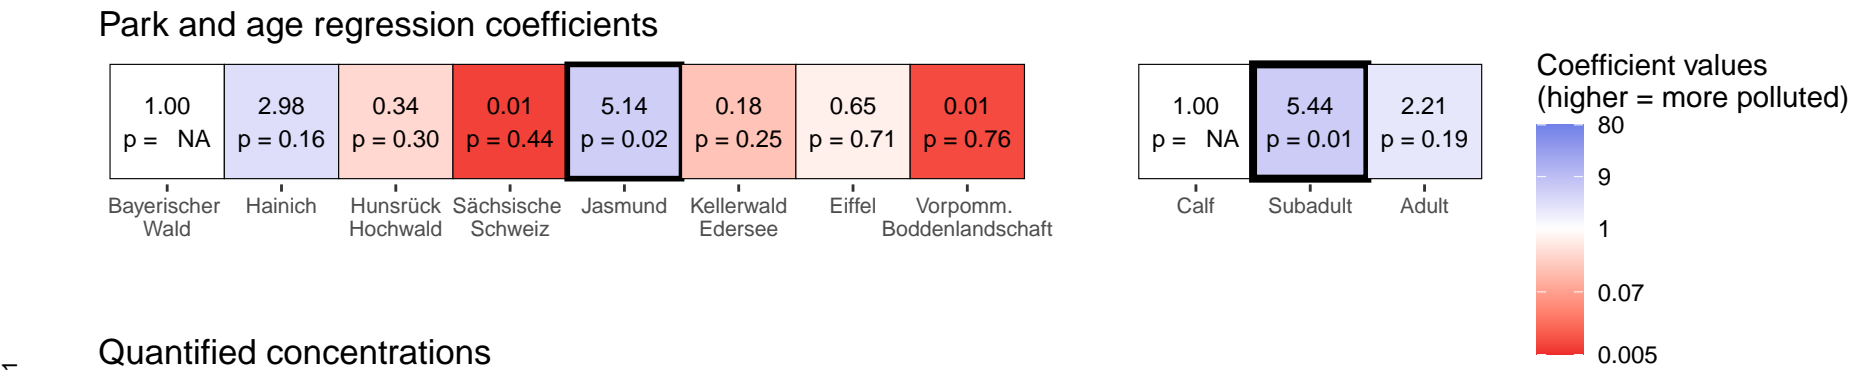 Park and age regression coefficients
1.00 2.98 0.34 0.01 5.14 0.18 0.65 0.01
p = NA p = 0.16 p = 0.30 p = 0.44 p = 0.02 p = 0.25 p = 0.71 p = 0.76
Bayerischer Hainich Hunsrück Sächsische Jasmund Kellerwald Eiffel Vorpomm.
Wald Hochwald Schweiz Edersee Boddenlandschaft
1.00 5.44 2.21
p = NA p = 0.01 p = 0.19
Calf Subadult Adult
Coefficient values
(higher = more polluted)
80
9
1
0.07
0.005
Quantified concentrations
1